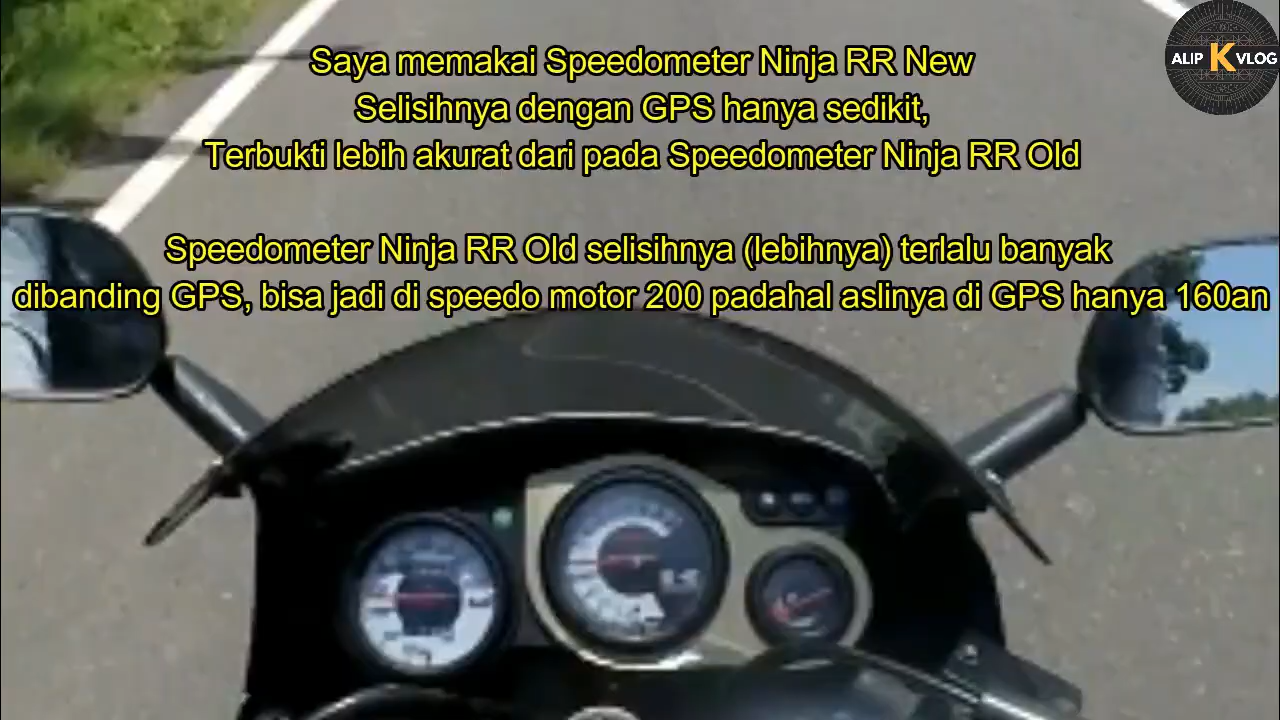 ALIP K VLOG
Saya memakai Speedometer Ninja RR New
Selisihnya dengan GPS hanya sedikit,
Terbukti lebih akurat dari pada Speedometer Ninja RR Old
Speedometer Ninja RR Old selisihnya (lebihnya) terlalu banyak
dibanding GPS, bisa jadi di speedo motor 200 padahal aslinya di GPS hanya 160an